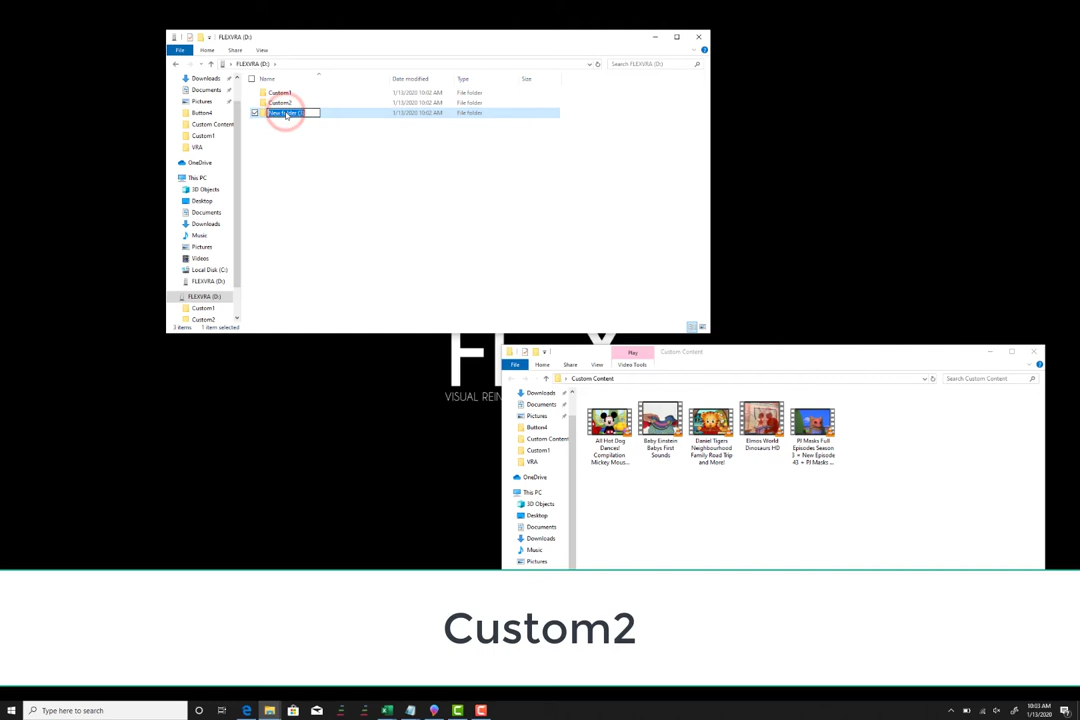 FLEXVRA (D:)
File
Home
Share
View
FLEXVRA (D:)
Search FLEXVRA (D:)
Name
Date modified
Type
Size
Custom1
1/13/2020 10:02 AM
File folder
Custom2
1/13/2020 10:02 AM
File folder
1/13/2020 10:02 AM
File folder
Downloads
Documents
Pictures
Button4
Custom Content
Custom1
VRA
OneDrive
This PC
3D Objects
Desktop
Documents
Downloads
Music
Pictures
Videos
Local Disk (C:)
FLEXVRA (D:)
FLEXVRA (D:)
Custom1
Custom2
3 items
1 item selected
VISUAL REIN
Play
Custom Content
File
Home
Share
View
Video Tools
Custom Content
Search Custom Content
Downloads
Documents
Pictures
Button4
Custom Content
Custom1
VRA
OneDrive
This PC
3D Objects
Desktop
Documents
Downloads
Music
Pictures
All Hot Dog
Dances!
Compilation
Mickey Mous...
Baby Einstein
Babys First
Sounds
Daniel Tigers
Neighbourhood
Family Road Trip
and More!
Elmos World
Dinosaurs HD
PJ Masks Full
Episodes Season
3 • New Episode
43 • PJ Masks ...
Custom2
Type here to search
10:03 AM
1/13/2020